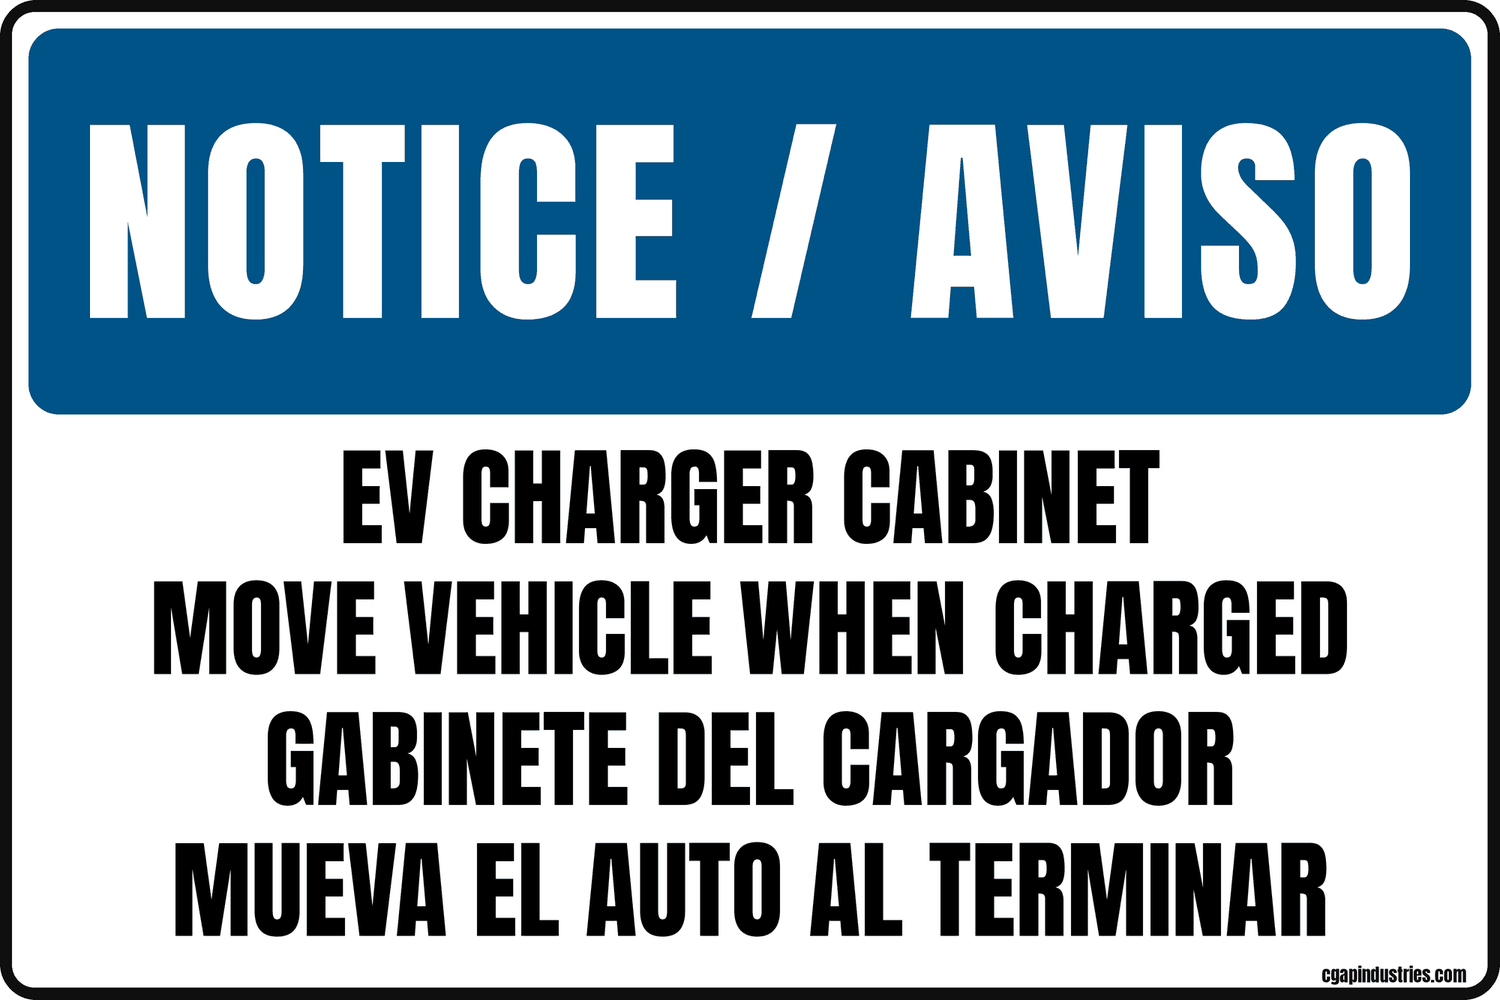 NOTICE / AVISO
EV CHARGER CABINET
MOVE VEHICLE WHEN CHARGED
GABINETE DEL CARGADOR
MUEVA EL AUTO AL TERMINAR
cgapindustries.com